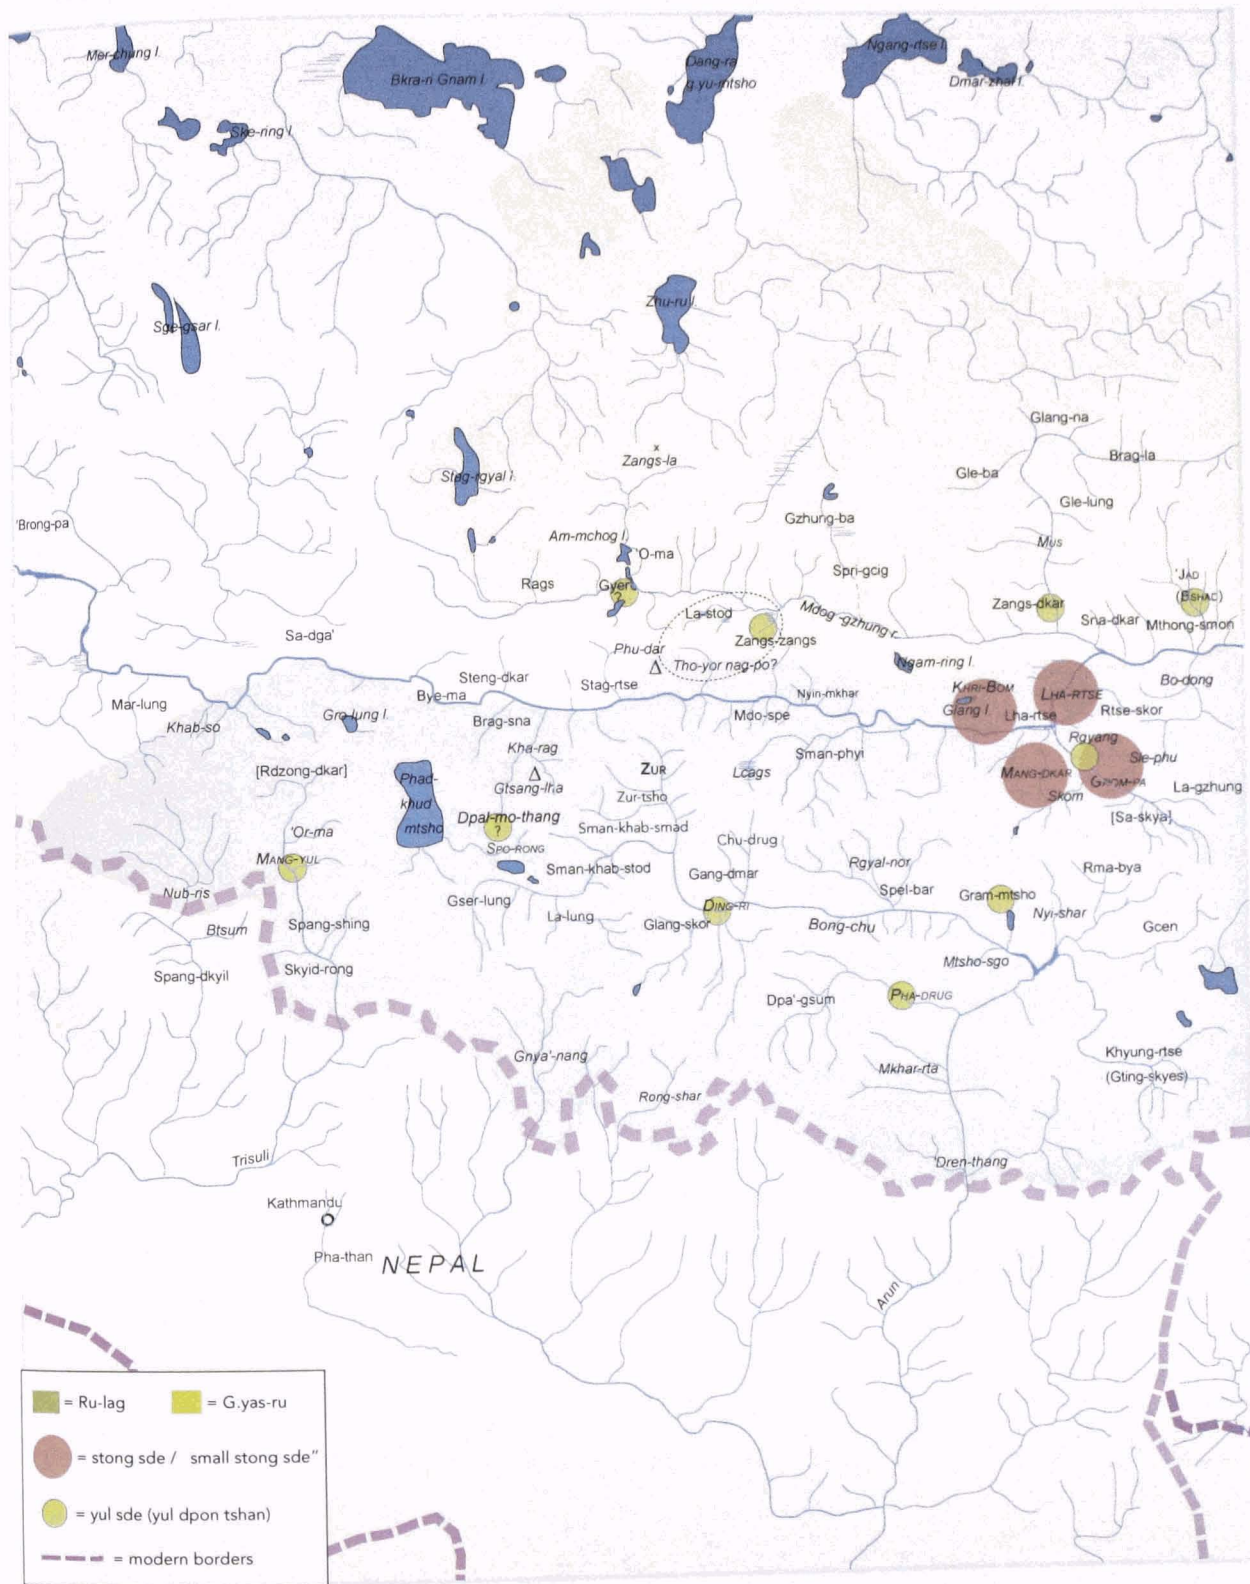 Mer-chung l.
Bkra-ri Gnam l.
Dang-ra
g.yu-mtsho
Ngang-rtse l.
Dmar-zhal l.
Ske-ring l.
Sge-gsar l.
Zhu-ru l.
Glang-na
Zangs-la
Brag-la
Stag-rgyal l.
Gle-ba
Gle-lung
'Brong-pa
Gzhung-ba
Am-mchog l.
'O-ma
Mus
Rags
Gyer
?
Spri-gcig
'JAD
(BSHAD)
Zangs-dkar
La-stod
Mdog-gzhung r.
Sna-dkar
Mthong-smon
Sa-dga'
Zangs-zangs
Phu-dar
Tho-yor nag-po?
Ngam-ring l.
Steng-dkar
Stag-rtse
Bye-ma
Nyin-mkhar
KHRI-BOM
LHA-RTSE
Bo-dong
Mar-lung
Khab-so
Gro-lung l.
Brag-sna
Mdo-spe
Glang l.
Lha-rtse
Rtse-skor
Kha-rag
Sman-phyi
Rgyang
Sle-phu
[Rdzong-dkar]
Phad-
khud
mtsho
Gtsang-lha
ZUR
Lcags
MANG-DKAR
GZHOM-PA
La-gzhung
Zur-tsho
Skom
[Sa-skya]
'Or-ma
Dpal-mo-thang
?
Sman-khab-smad
SPO-RONG
Chu-drug
MANG-YUL
Sman-khab-stod
Gang-dmar
Rgyal-nor
Rma-bya
Nub-ris
Gser-lung
Spel-bar
Gram-mtsho
DING-RI
La-lung
Glang-skor
Bong-chu
Nyi-shar
Gcen
Btsum
Spang-shing
Spang-dkyil
Skyid-rong
Mtsho-sgo
Dpa'-gsum
PHA-DRUG
Gnya'-nang
Khyung-rtse
(Gting-skyes)
Mkhar-rta
Rong-shar
Trisuli
'Dren-thang
Kathmandu
Pha-than
NEPAL
Arun
= Ru-lag
= G.yas-ru
= stong sde / small stong sde"
= yul sde (yul dpon tshan)
= modern borders